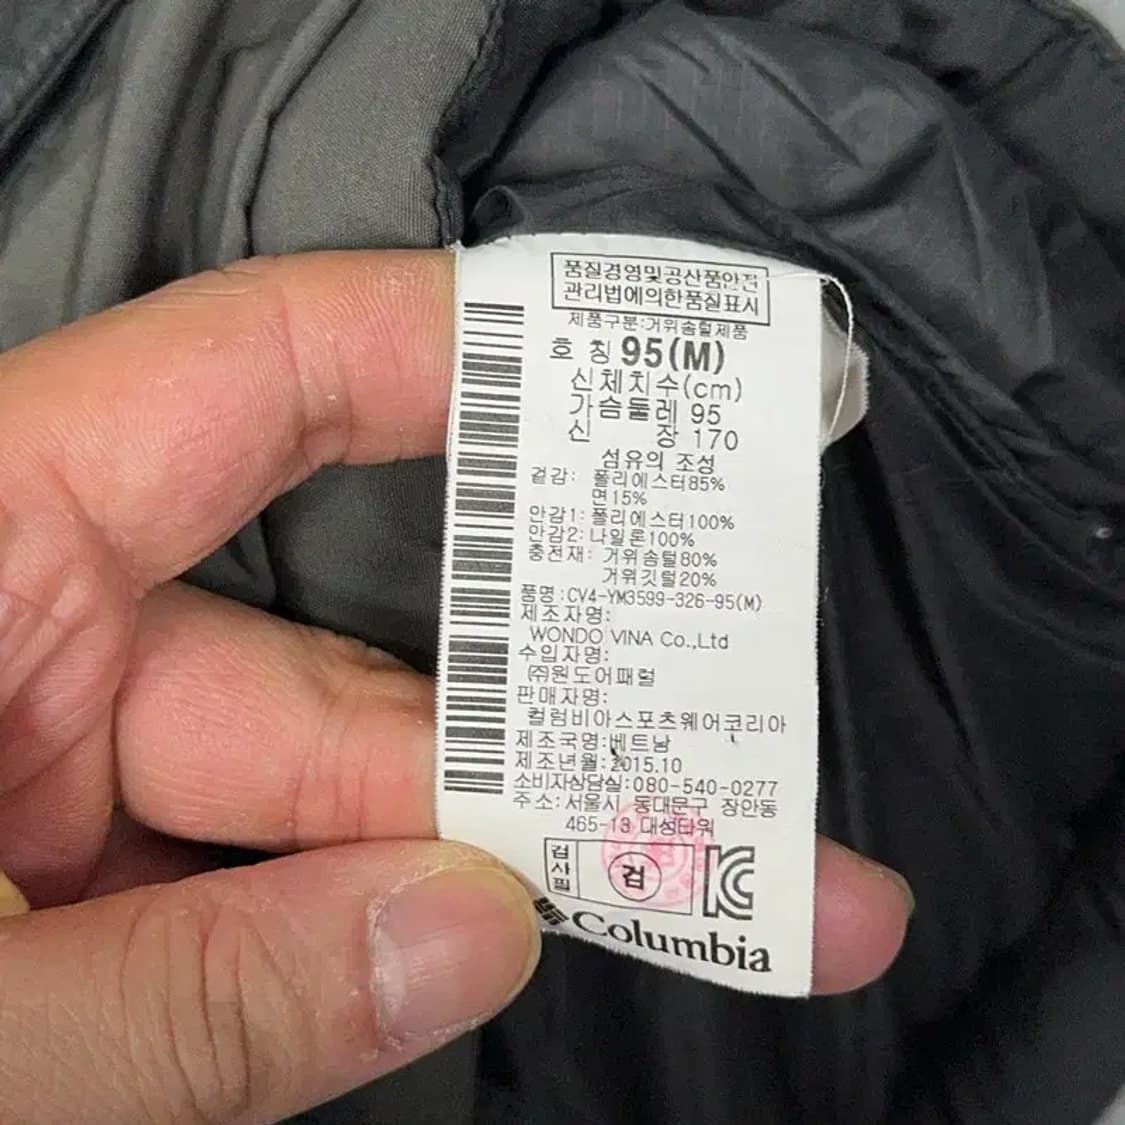 품질경영및공산품안전
관리법에의한품질표시
제품구분:거위솜털제품
호 칭 95(M)
신체치수(cm)
가슴둘레 95
신 장 170
섬유의 조성
겉감: 폴리에스터85%
면15%
안감1: 폴리에스터100%
안감2: 나일론100%
충전재: 거위솜털80%
거위깃털20%
품명:CV4-YM3599-326-95(M)
제조자명:
WONDO VINA Co.,Ltd
수입자명:
㈜원도어패럴
판매자명:
컬럼비아스포츠웨어코리아
제조국명:베트남
제조년월:2015.10
소비자상담실:080-540-0277
주소:서울시 동대문구 장안동
465-13 대성타워
검사필 검 KC
Columbia